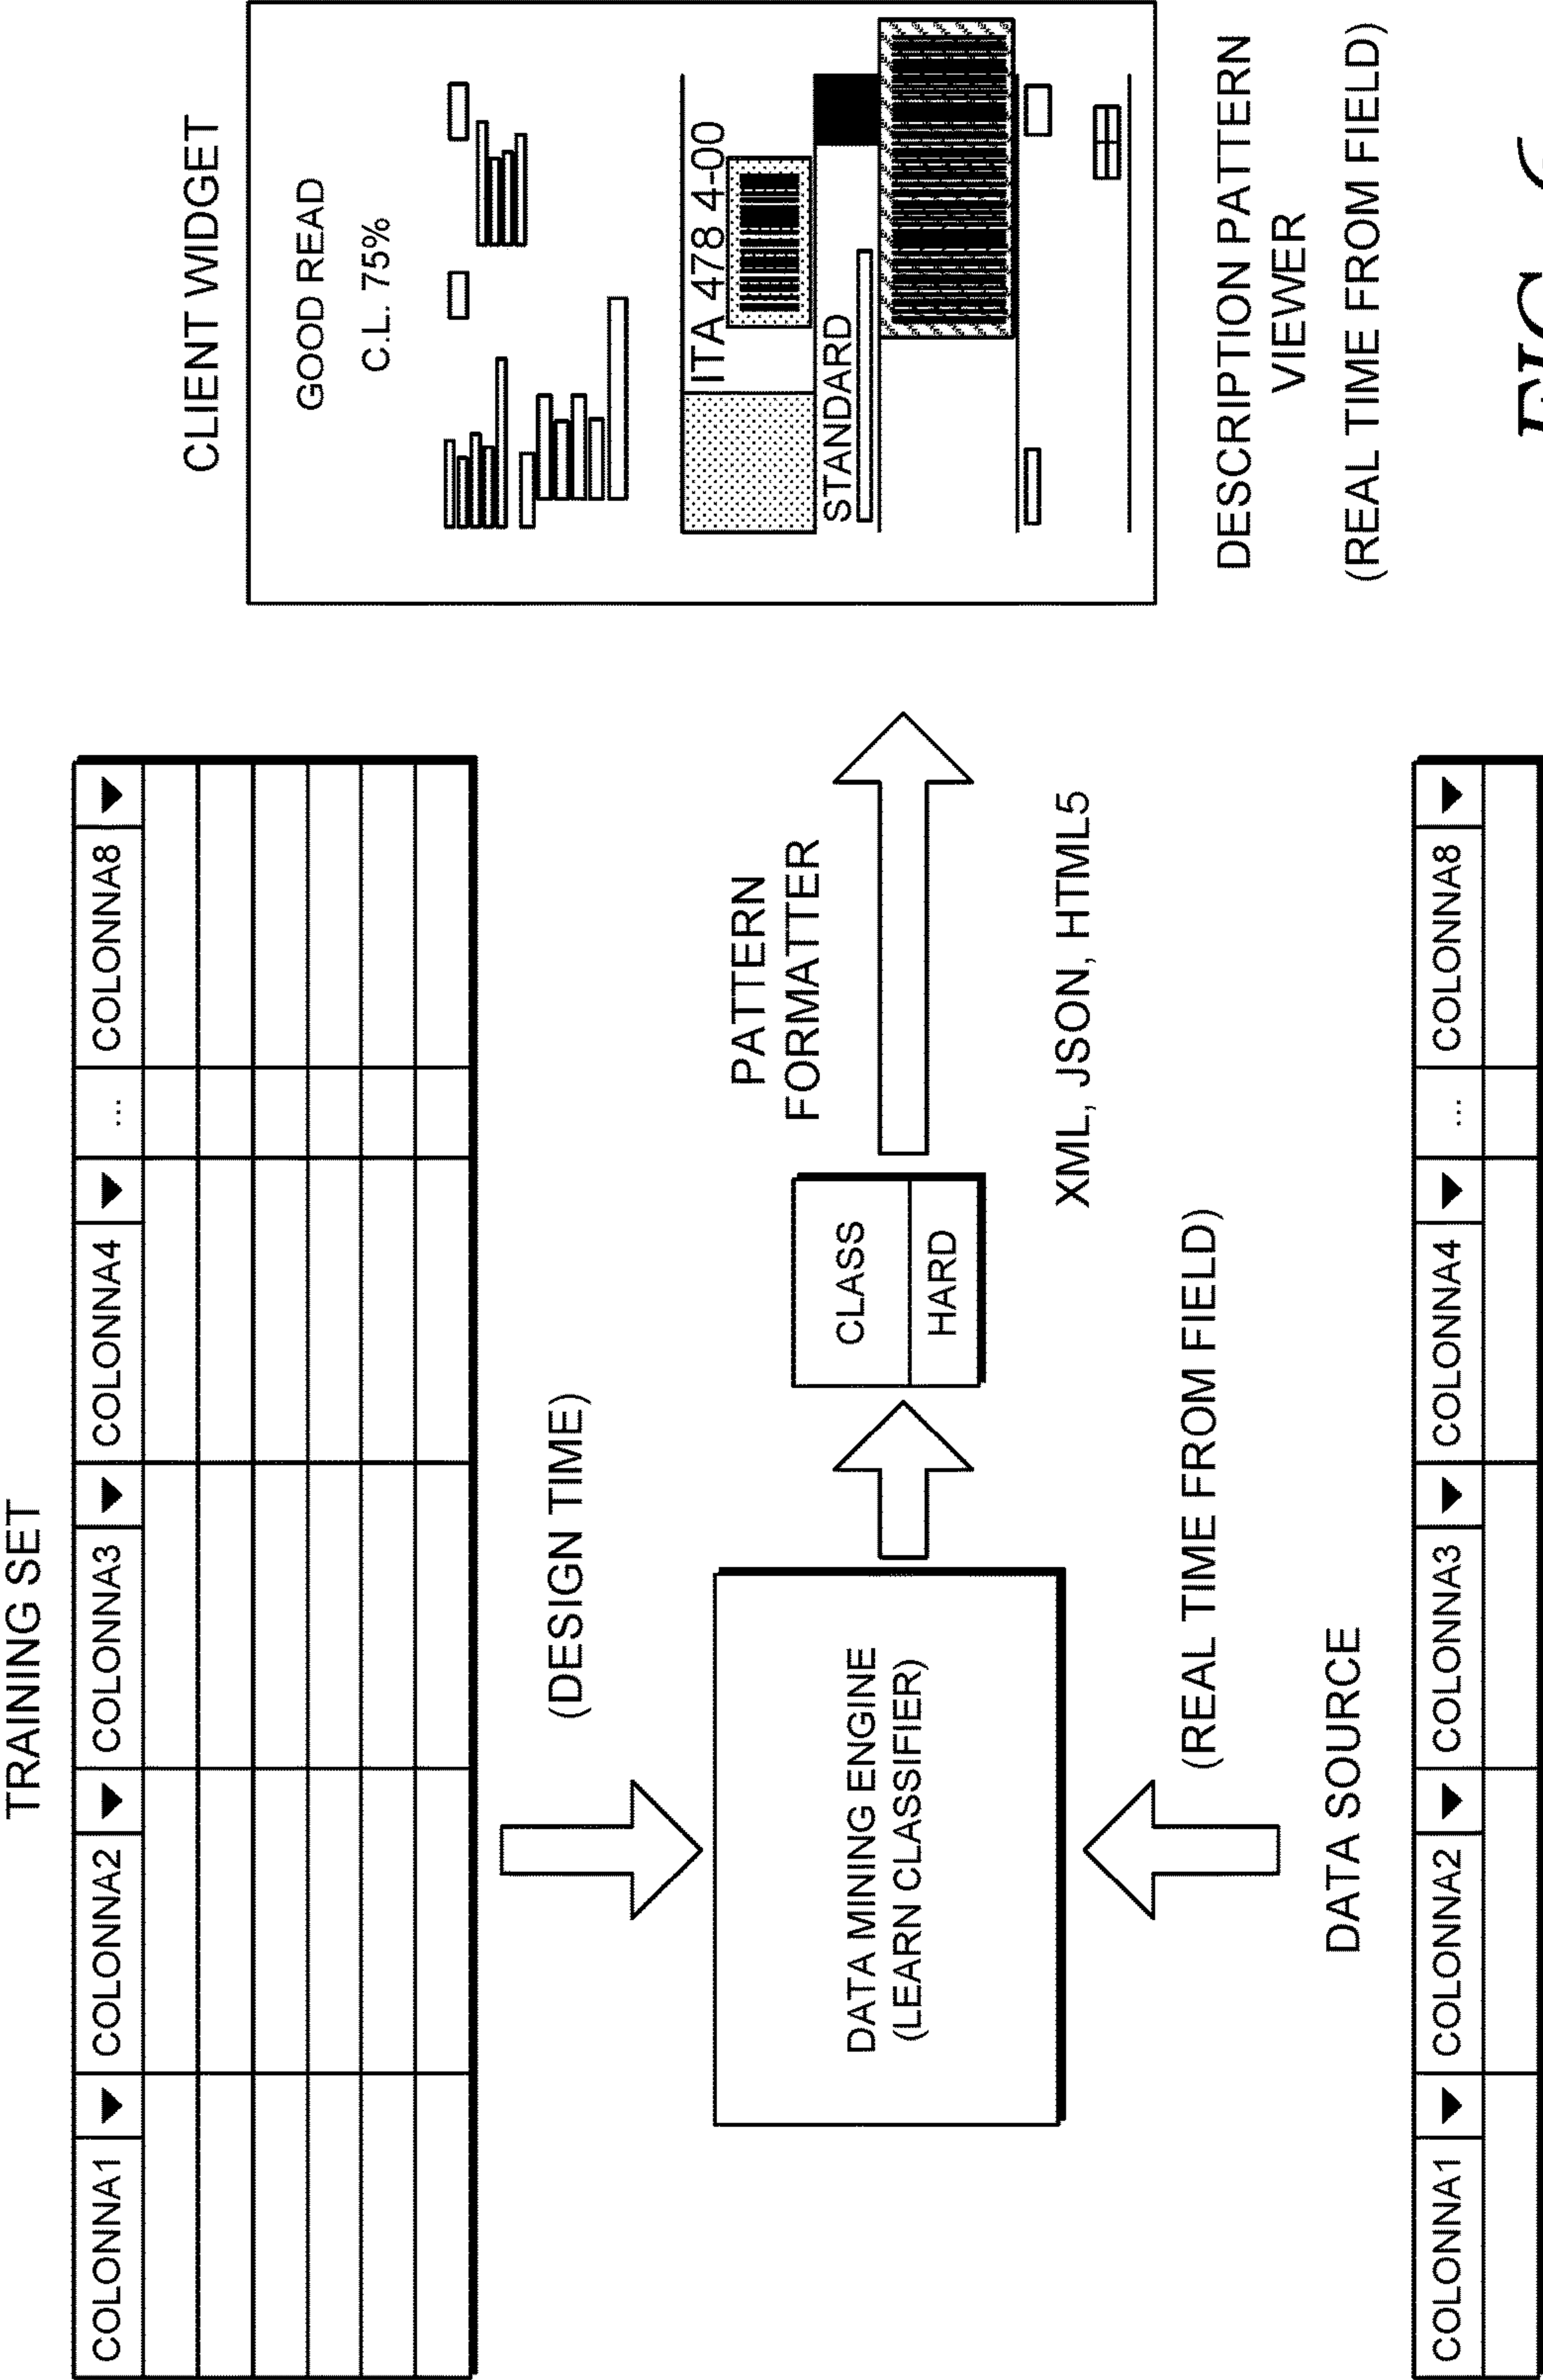 TRAINING SET
COLONNA1 COLONNA2 COLONNA3 COLONNA4 ... COLONNA8
(DESIGN TIME)
DATA MINING ENGINE
(LEARN CLASSIFIER)
CLASS
HARD
PATTERN
FORMATTER
XML, JSON, HTML5
(REAL TIME FROM FIELD)
DATA SOURCE
COLONNA1 COLONNA2 COLONNA3 COLONNA4 ... COLONNA8
CLIENT WIDGET
GOOD READ
C.L. 75%
ITA 478 4-00
STANDARD
DESCRIPTION PATTERN
VIEWER
(REAL TIME FROM FIELD)